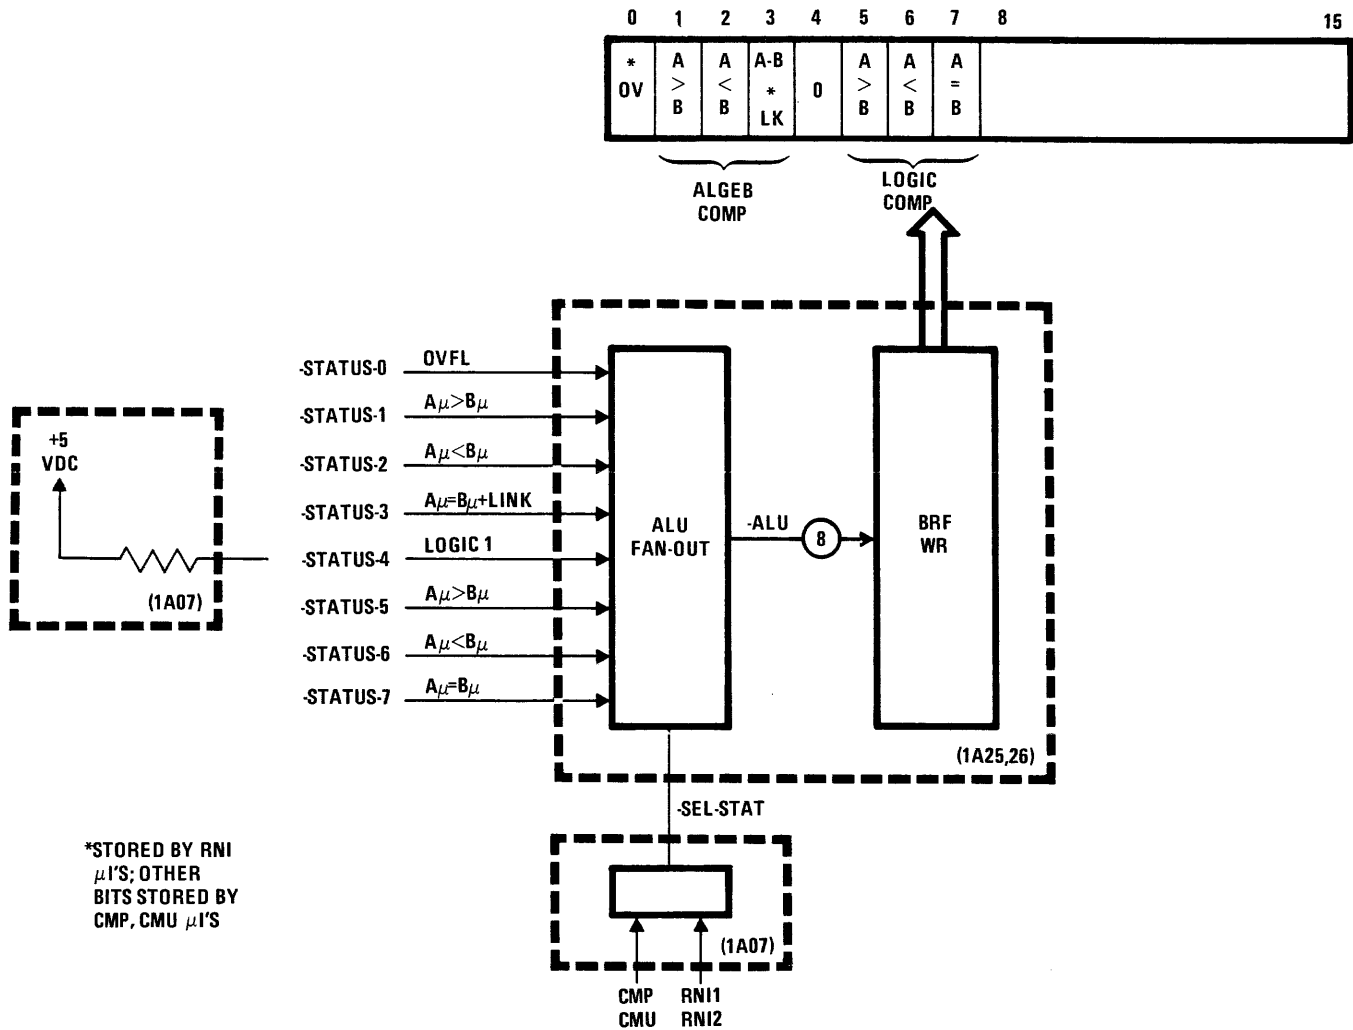 0 1 2 3 4 5 6 7 8 15
* A A A-B A A A
OV > < * 0 > < =
B B LK B B B
ALGEB
COMP
LOGIC
COMP
-STATUS-0 OVFL
-STATUS-1 Aμ>Bμ
-STATUS-2 Aμ<Bμ
-STATUS-3 Aμ=Bμ+LINK
-STATUS-4 LOGIC 1
-STATUS-5 Aμ>Bμ
-STATUS-6 Aμ<Bμ
-STATUS-7 Aμ=Bμ
+5
VDC
(1A07)
ALU
FAN-OUT
-ALU
8
BRF
WR
(1A25,26)
-SEL-STAT
(1A07)
CMP
CMU
RNI1
RNI2
*STORED BY RNI
μI'S; OTHER
BITS STORED BY
CMP, CMU μI'S